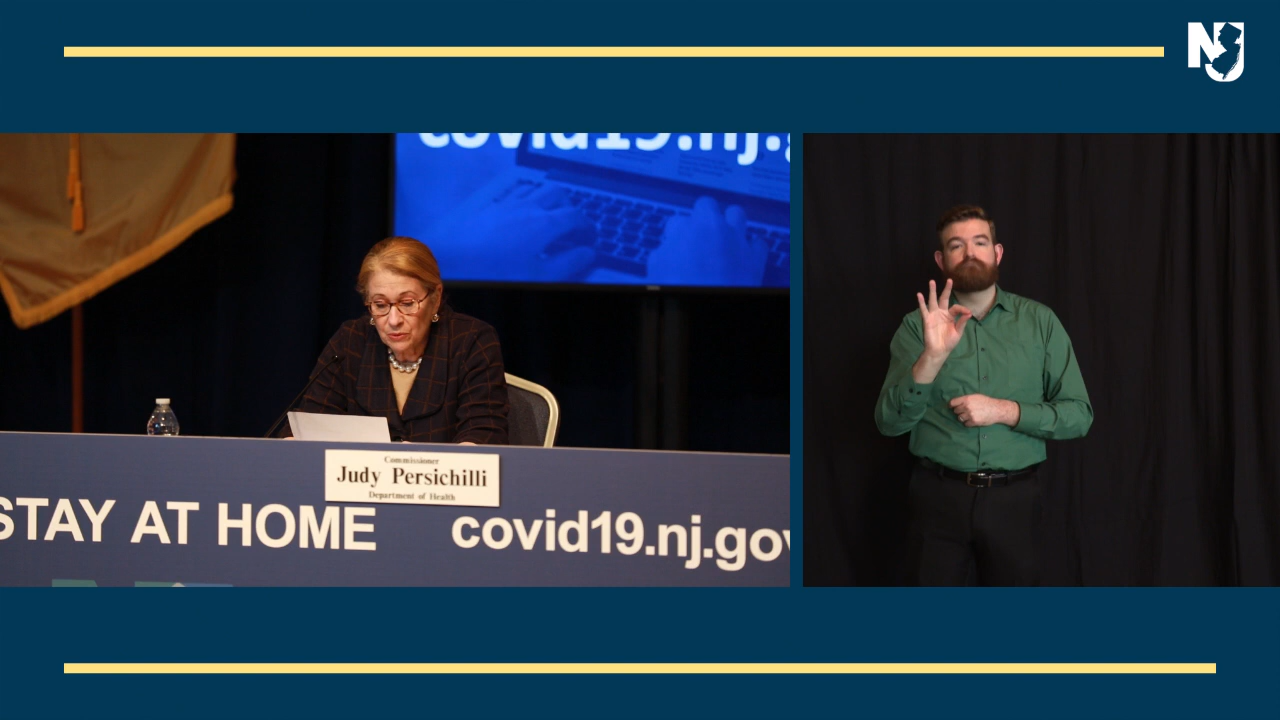 NJ
covid19.nj.
Commissioner
Judy Persichilli
Department of Health
STAY AT HOME
covid19.nj.gov